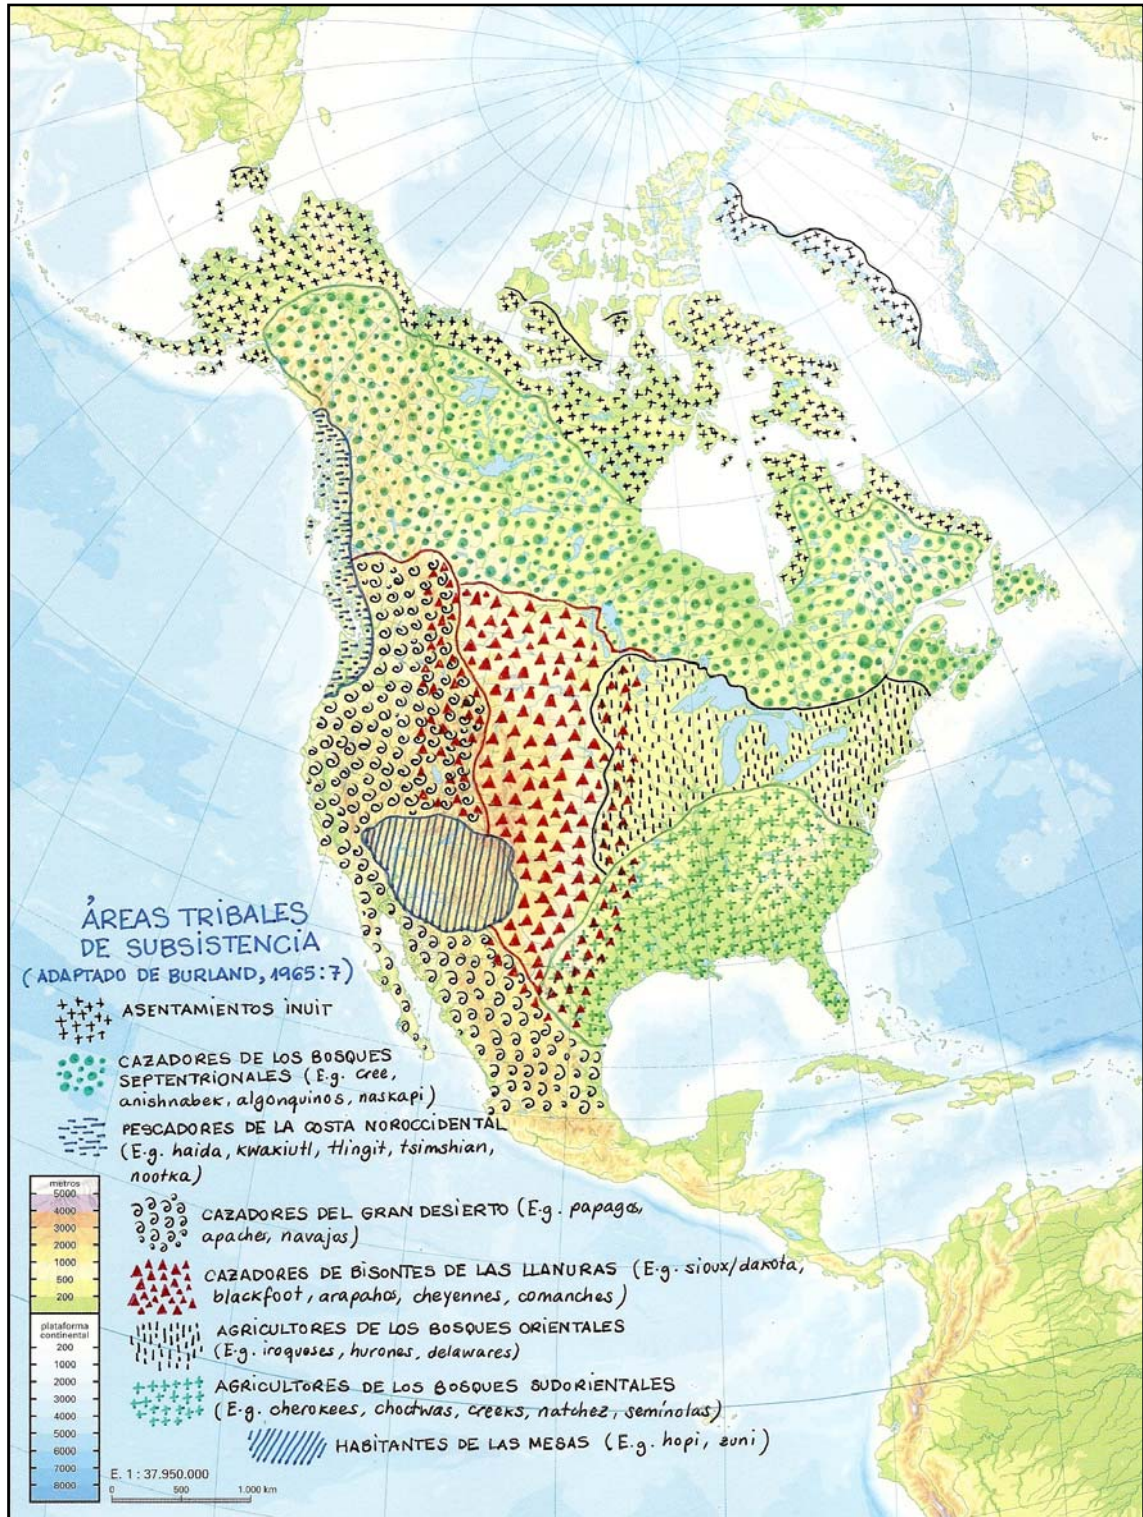 ÁREAS TRIBALES
DE SUBSISTENCIA
(ADAPTADO DE BURLAND, 1965:7)
ASENTAMIENTOS INUIT
CAZADORES DE LOS BOSQUES
SEPTENTRIONALES (E.g. cree,
anishnabek, algonquinos, naskapi)
PESCADORES DE LA COSTA NOROCCIDENTAL
(E.g. haida, kwakiutl, tlingit, tsimshian,
nootka)
CAZADORES DEL GRAN DESIERTO (E.g. papagos,
apaches, navajos)
CAZADORES DE BISONTES DE LAS LLANURAS (E.g. sioux/dakota,
blackfoot, arapahos, cheyennes, comanches)
AGRICULTORES DE LOS BOSQUES ORIENTALES
(E.g. iroqueses, hurones, delawares)
AGRICULTORES DE LOS BOSQUES SUDORIENTALES
(E.g. cherokees, choctwas, creeks, natchez, semínolas)
HABITANTES DE LAS MESAS (E.g. hopi, zuni)
metros
5000
4000
3000
2000
1000
500
200
plataforma
continental
200
1000
2000
3000
4000
5000
6000
7000
8000
E. 1 : 37.950.000
0 500 1.000 km